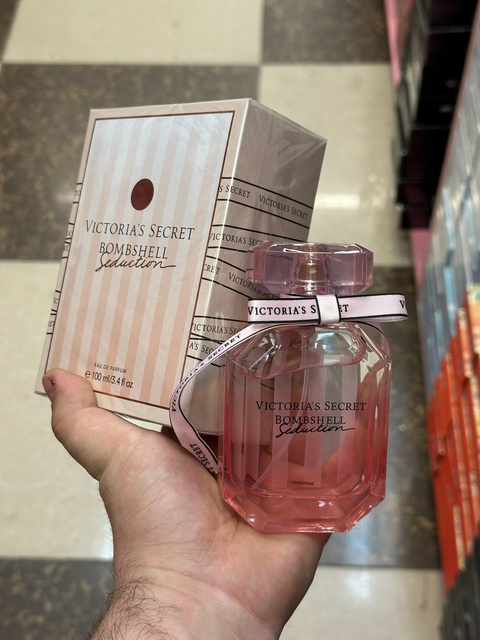 VICTORIA'S SECRET
BOMBSHELL
Seduction
EAU DE PARFUM
℮ 100 ml/3.4 fl oz
VICTORIA'S SECRET
VICTORIA'S SECRET
BOMBSHELL
Seduction